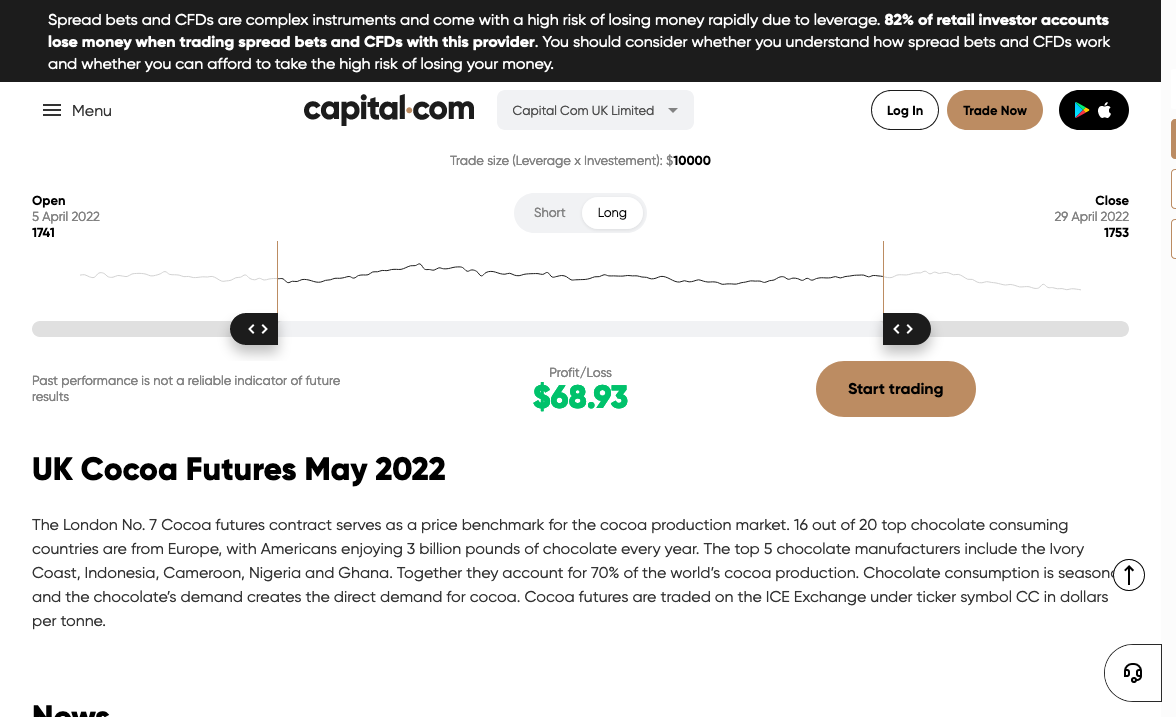 Spread bets and CFDs are complex instruments and come with a high risk of losing money rapidly due to leverage. 82% of retail investor accounts
lose money when trading spread bets and CFDs with this provider. You should consider whether you understand how spread bets and CFDs work
and whether you can afford to take the high risk of losing your money.
Menu
capital.com
Capital Com UK Limited
Log In
Trade Now
Trade size (Leverage x Investement): $10000
Open
5 April 2022
1741
Short
Long
Close
29 April 2022
1753
Past performance is not a reliable indicator of future
results
Profit/Loss
$68.93
Start trading
UK Cocoa Futures May 2022
The London No. 7 Cocoa futures contract serves as a price benchmark for the cocoa production market. 16 out of 20 top chocolate consuming
countries are from Europe, with Americans enjoying 3 billion pounds of chocolate every year. The top 5 chocolate manufacturers include the Ivory
Coast, Indonesia, Cameroon, Nigeria and Ghana. Together they account for 70% of the world's cocoa production. Chocolate consumption is
and the chocolate's demand creates the direct demand for cocoa. Cocoa futures are traded on the ICE Exchange under ticker symbol CC in dollars
per tonne.
News